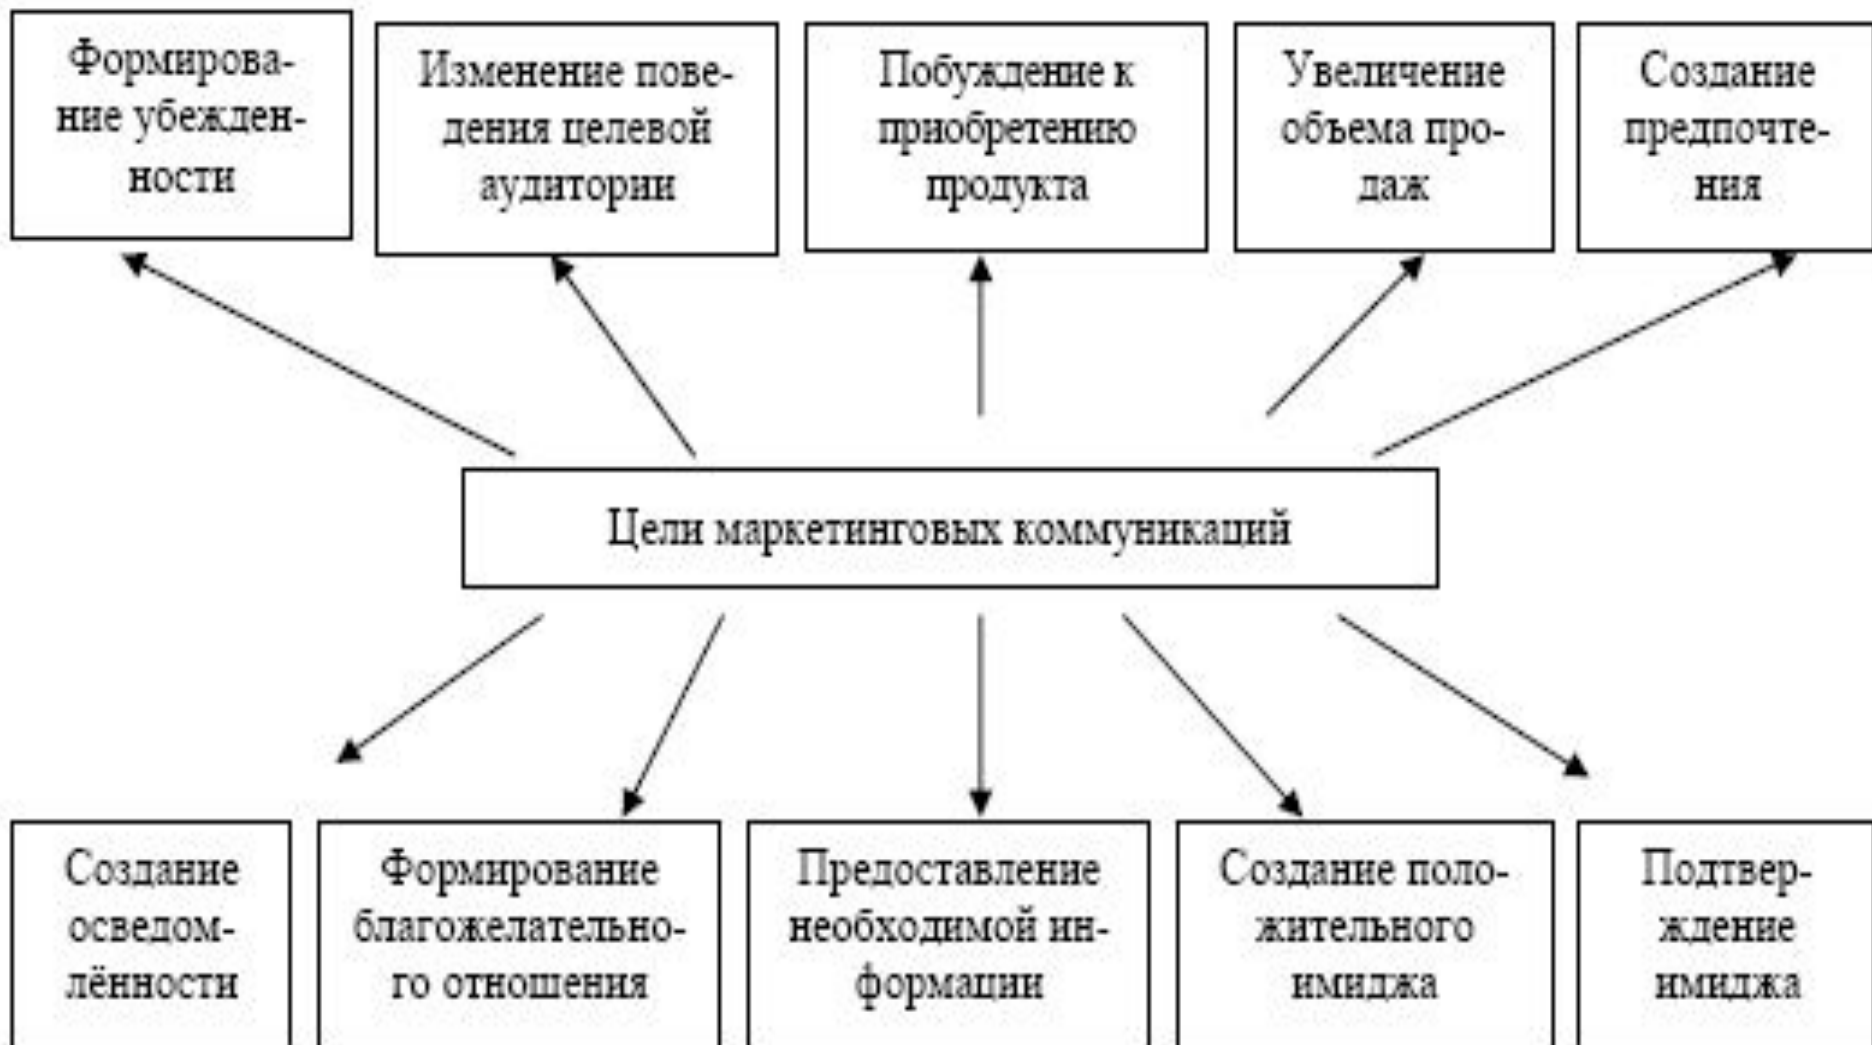 Формирова-
ние убежден-
ности
Изменение пове-
дения целевой
аудитории
Побуждение к
приобретению
продукта
Увеличение
объема про-
даж
Создание
предпочте-
ния
Цели маркетинговых коммуникаций
Создание
осведом-
лённости
Формирование
благожелательно-
го отношения
Предоставление
необходимой ин-
формации
Создание поло-
жительного
имиджа
Подтвер-
ждение
имиджа